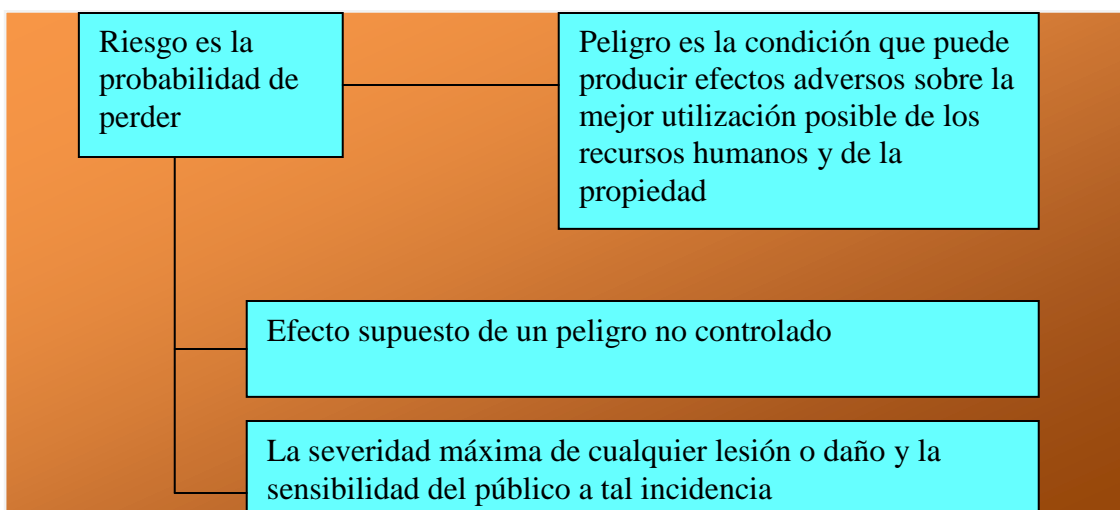 Riesgo es la
probabilidad de
perder
Peligro es la condición que puede
producir efectos adversos sobre la
mejor utilización posible de los
recursos humanos y de la
propiedad
Efecto supuesto de un peligro no controlado
La severidad máxima de cualquier lesión o daño y la
sensibilidad del público a tal incidencia